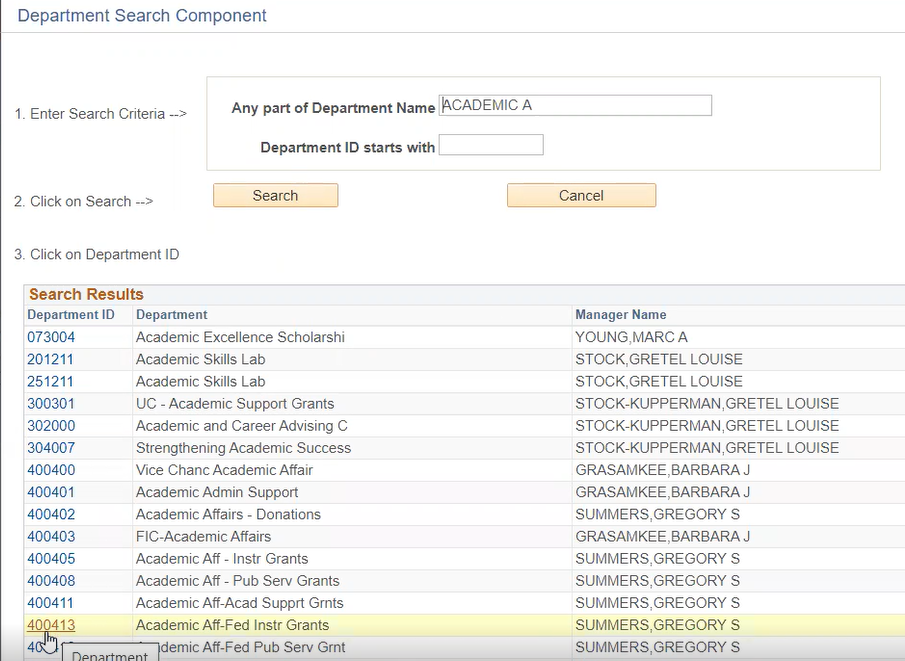 Department Search Component
1. Enter Search Criteria -->
Any part of Department Name ACADEMIC A
Department ID starts with
2. Click on Search --> Search Cancel
3. Click on Department ID
Search Results
Department ID Department Manager Name
073004 Academic Excellence Scholarshi YOUNG,MARC A
201211 Academic Skills Lab STOCK,GRETEL LOUISE
251211 Academic Skills Lab STOCK,GRETEL LOUISE
300301 UC - Academic Support Grants STOCK-KUPPERMAN,GRETEL LOUISE
302000 Academic and Career Advising C STOCK-KUPPERMAN,GRETEL LOUISE
304007 Strengthening Academic Success STOCK-KUPPERMAN,GRETEL LOUISE
400400 Vice Chanc Academic Affair GRASAMKEE,BARBARA J
400401 Academic Admin Support GRASAMKEE,BARBARA J
400402 Academic Affairs - Donations SUMMERS,GREGORY S
400403 FIC-Academic Affairs GRASAMKEE,BARBARA J
400405 Academic Aff - Instr Grants SUMMERS,GREGORY S
400408 Academic Aff - Pub Serv Grants SUMMERS,GREGORY S
400411 Academic Aff-Acad Supprt Grnts SUMMERS,GREGORY S
400413 Academic Aff-Fed Instr Grants SUMMERS,GREGORY S
Aff-Fed Pub Serv Grnt SUMMERS,GREGORY S
Department